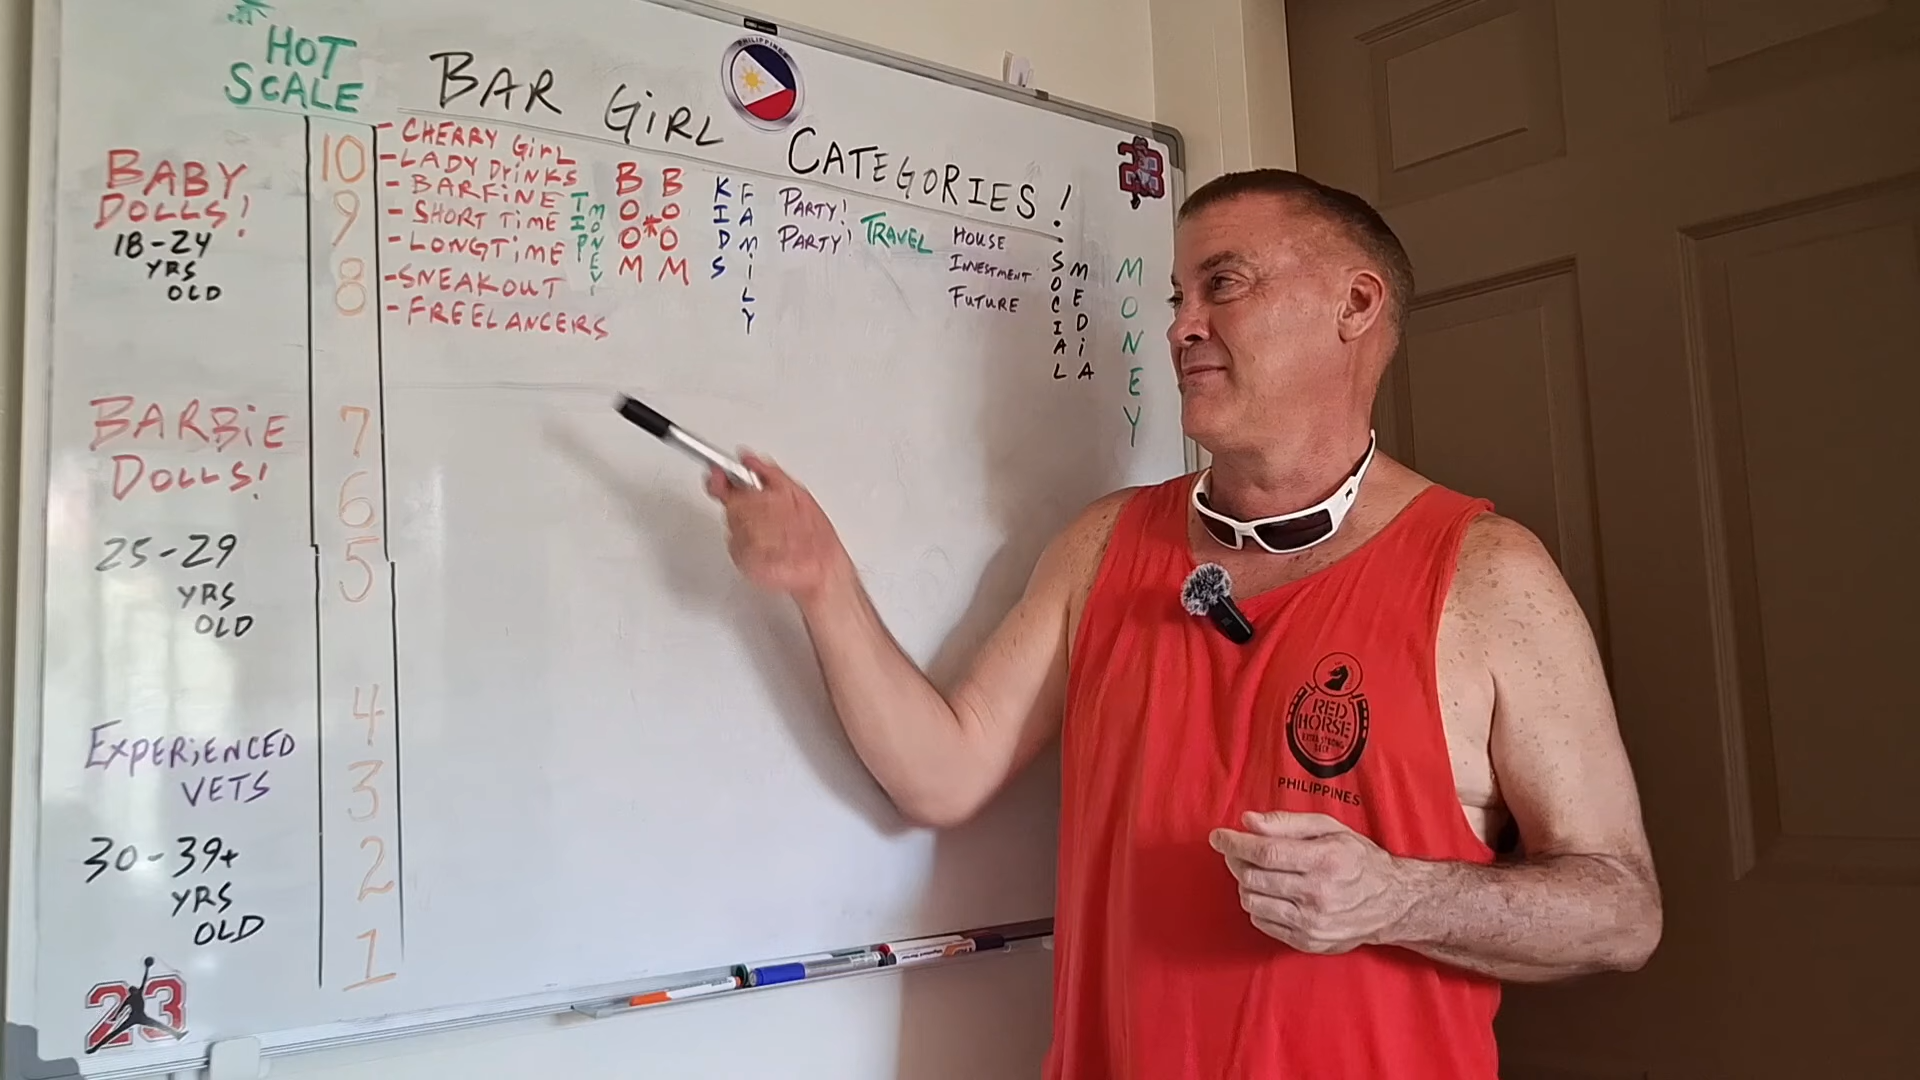 HOT
SCALE
BAR GiRL CATEGORiES!
PHILIPPINES
BABY
DOLLS!
18-24
YRS
OLD
10
9
8
- CHERRY GiRL
- LADY DRiNKS
- BARFiNE
- SHORT TiME
- LONGTiME
- SNEAKOUT
- FREELANCERS
TIP
MONEY
BOOM
*
BOOM
KIDS
FAMiLY
PARTY!
PARTY!
TRAVEL
HOUSE
INVESTMENT
FUTURE
SOCIAL
MEDiA
MONEY
BARBiE
DOLLS!
25-29
YRS
OLD
7
6
5
EXPERiENCED
VETS
30-39+
YRS
OLD
4
3
2
1
23
23
RED
HORSE
EXTRA STRONG
BEER
PHILIPPINES